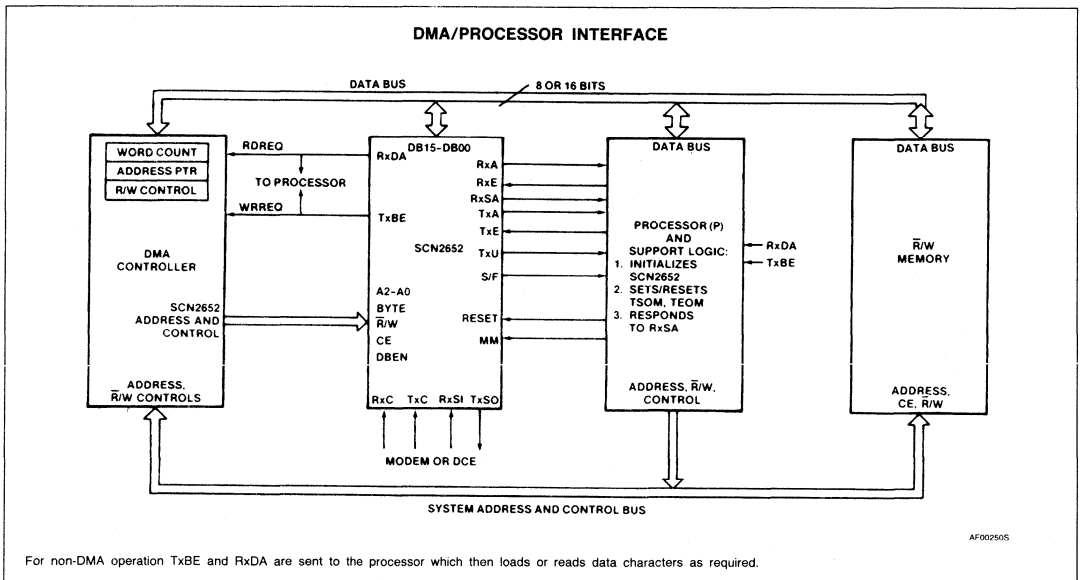 DMA/PROCESSOR INTERFACE
DATA BUS
8 OR 16 BITS
WORD COUNT
ADDRESS PTR
R̅/W CONTROL
DMA
CONTROLLER
SCN2652
ADDRESS AND
CONTROL
ADDRESS,
R̅/W CONTROLS
RDREQ
TO PROCESSOR
WRREQ
DB15-DB00
RxDA
TxBE
SCN2652
A2-A0
BYTE
R̅/W
CE
DBEN
RxC TxC RxSI TxSO
RxA
RxE
RxSA
TxA
TxE
TxU
S/F
RESET
MM
MODEM OR DCE
DATA BUS
PROCESSOR (P)
AND
SUPPORT LOGIC:
1. INITIALIZES
SCN2652
2. SETS/RESETS
TSOM, TEOM
3. RESPONDS
TO RxSA
ADDRESS, R̅/W,
CONTROL
RxDA
TxBE
DATA BUS
R̅/W
MEMORY
ADDRESS,
CE, R̅/W
SYSTEM ADDRESS AND CONTROL BUS
AF00250S
For non-DMA operation TxBE and RxDA are sent to the processor which then loads or reads data characters as required.